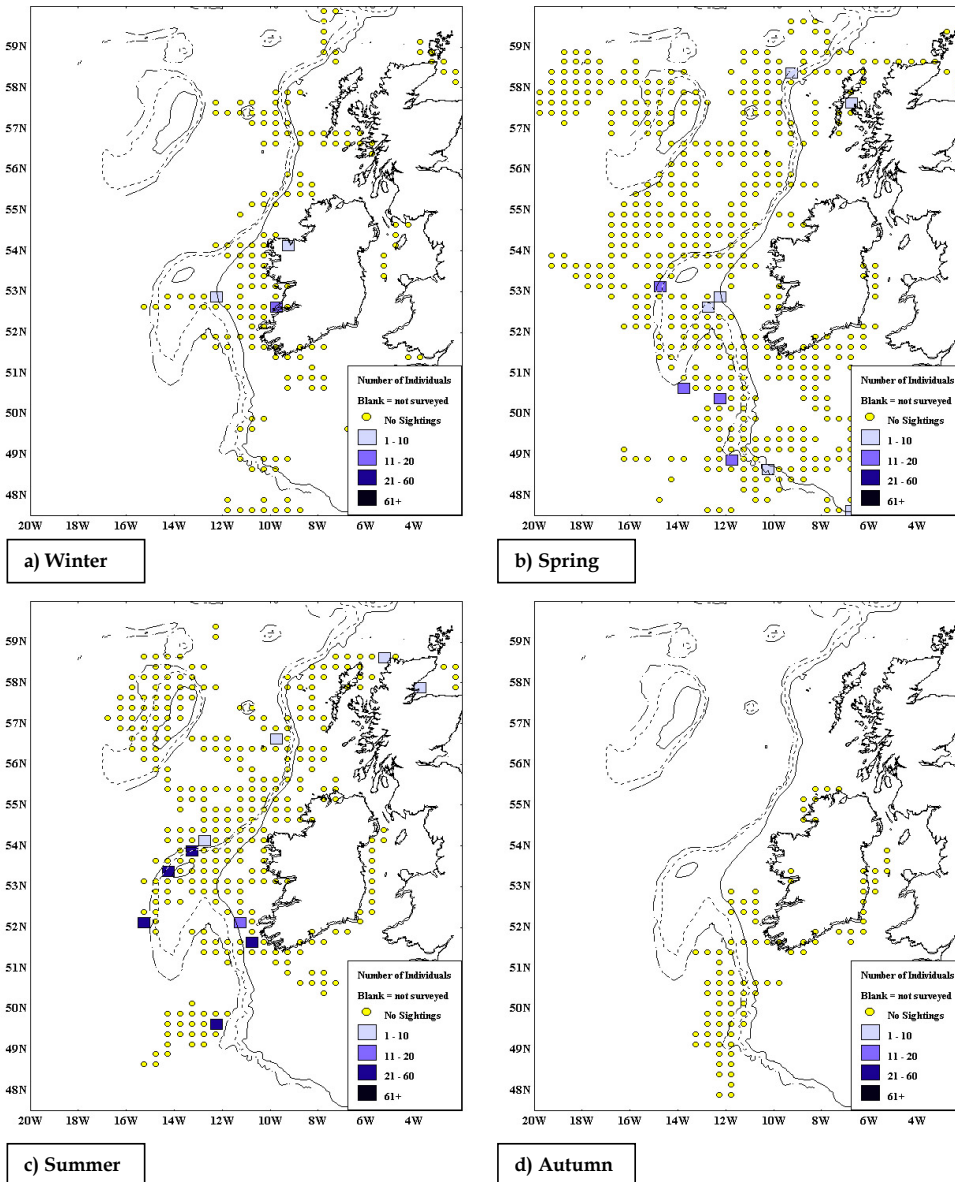 59N
58N
57N
56N
55N
54N
53N
52N
51N
50N
49N
48N
20W 18W 16W 14W 12W 10W 8W 6W 4W
Number of Individuals
Blank = not surveyed
No Sightings
1 - 10
11 - 20
21 - 60
61+
a) Winter
59N
58N
57N
56N
55N
54N
53N
52N
51N
50N
49N
48N
20W 18W 16W 14W 12W 10W 8W 6W 4W
Number of Individuals
Blank = not surveyed
No Sightings
1 - 10
11 - 20
21 - 60
61+
b) Spring
59N
58N
57N
56N
55N
54N
53N
52N
51N
50N
49N
48N
20W 18W 16W 14W 12W 10W 8W 6W 4W
Number of Individuals
Blank = not surveyed
No Sightings
1 - 10
11 - 20
21 - 60
61+
c) Summer
59N
58N
57N
56N
55N
54N
53N
52N
51N
50N
49N
48N
20W 18W 16W 14W 12W 10W 8W 6W 4W
Number of Individuals
Blank = not surveyed
No Sightings
1 - 10
11 - 20
21 - 60
61+
d) Autumn